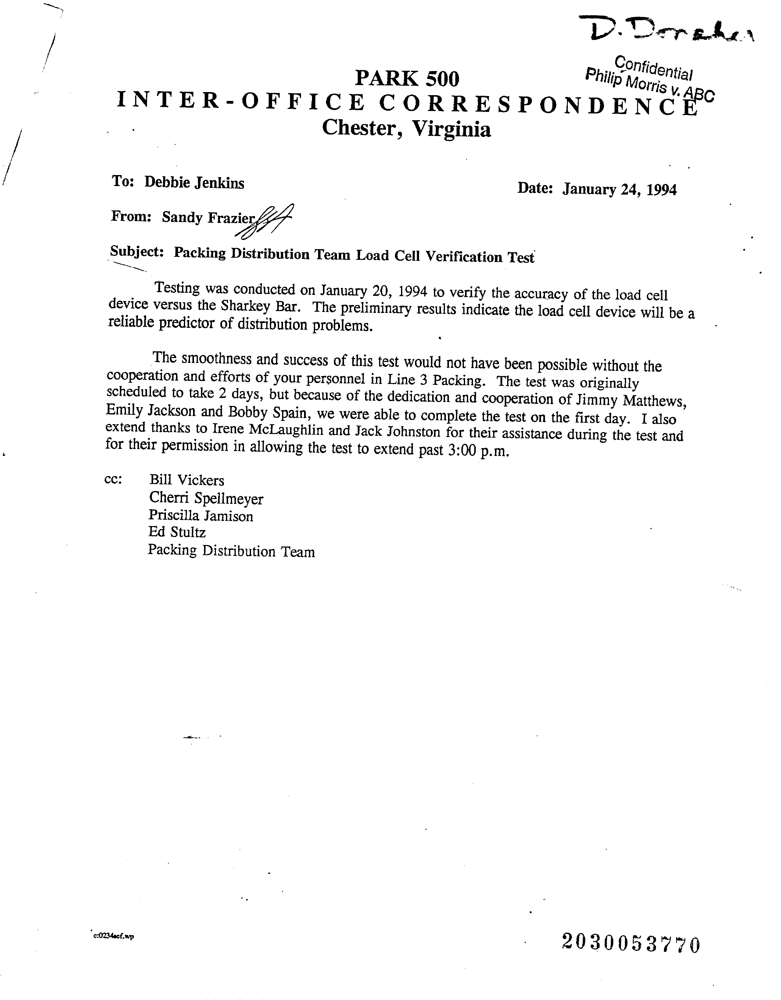 Confidential
Philip Morris v. ABC
PARK 500
INTER-OFFICE CORRESPONDENCE
Chester, Virginia
To: Debbie Jenkins
Date: January 24, 1994
From: Sandy Frazier
Subject: Packing Distribution Team Load Cell Verification Test
Testing was conducted on January 20, 1994 to verify the accuracy of the load cell
device versus the Sharkey Bar. The preliminary results indicate the load cell device will be a
reliable predictor of distribution problems.
The smoothness and success of this test would not have been possible without the
cooperation and efforts of your personnel in Line 3 Packing. The test was originally
scheduled to take 2 days, but because of the dedication and cooperation of Jimmy Matthews,
Emily Jackson and Bobby Spain, we were able to complete the test on the first day. I also
extend thanks to Irene McLaughlin and Jack Johnston for their assistance during the test and
for their permission in allowing the test to extend past 3:00 p.m.
cc: Bill Vickers
Cherri Spellmeyer
Priscilla Jamison
Ed Stultz
Packing Distribution Team
2030053770